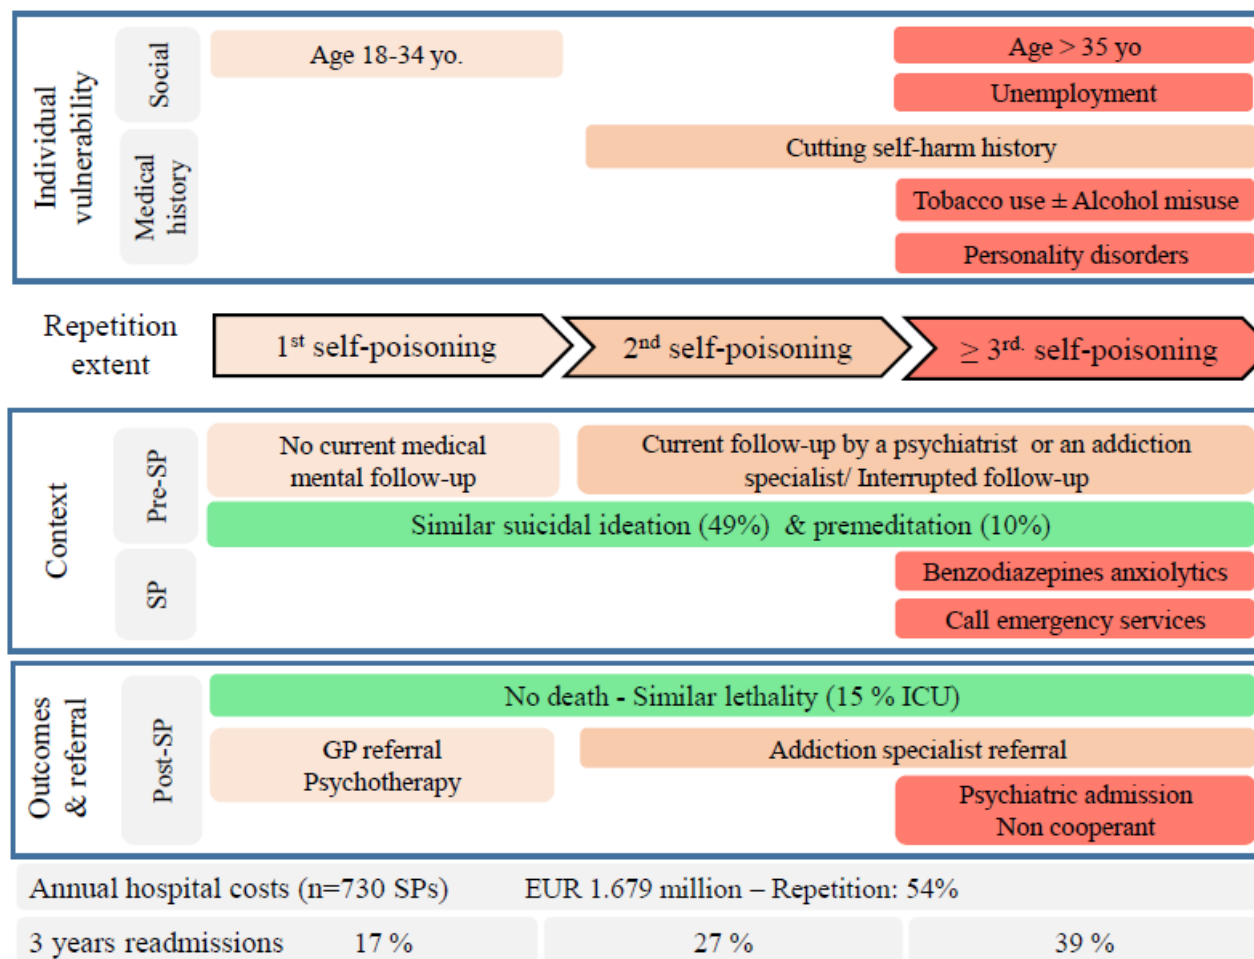 Individual
vulnerability
Social
Age 18-34 yo.
Age > 35 yo
Unemployment
Medical
history
Cutting self-harm history
Tobacco use ± Alcohol misuse
Personality disorders
Repetition
extent
1st self-poisoning
2nd self-poisoning
≥ 3rd. self-poisoning
Context
Pre-SP
No current medical
mental follow-up
Current follow-up by a psychiatrist or an addiction
specialist/ Interrupted follow-up
Similar suicidal ideation (49%) & premeditation (10%)
SP
Benzodiazepines anxiolytics
Call emergency services
Outcomes
& referral
Post-SP
No death - Similar lethality (15 % ICU)
GP referral
Psychotherapy
Addiction specialist referral
Psychiatric admission
Non cooperant
Annual hospital costs (n=730 SPs) EUR 1.679 million – Repetition: 54%
3 years readmissions 17 % 27 % 39 %